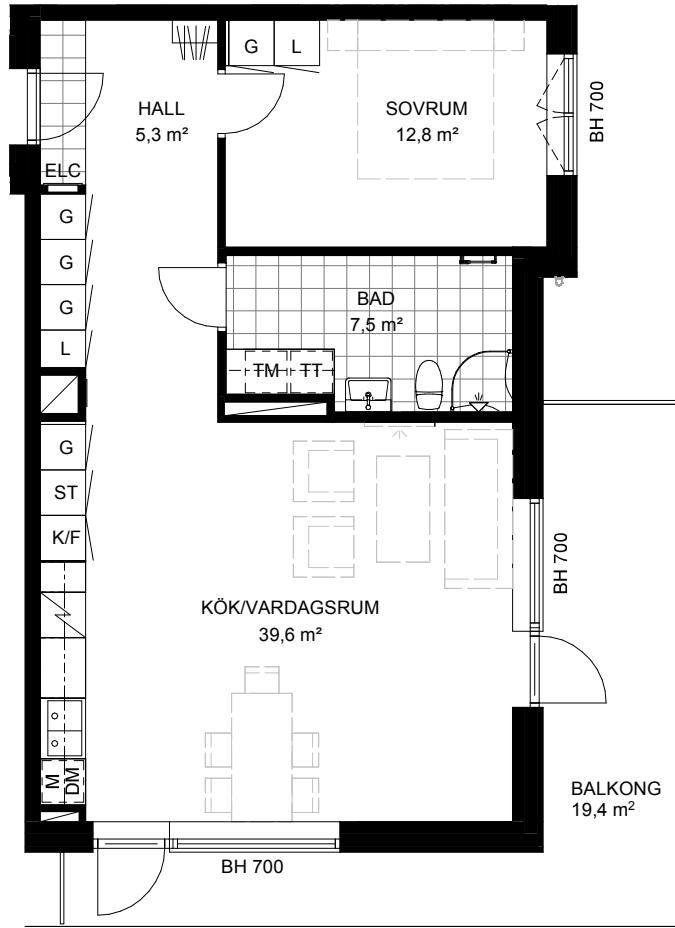 G
L
HALL
5,3 m²
SOVRUM
12,8 m²
BH 700
ELC
G
G
G
L
BAD
7,5 m²
TM
TT
G
ST
K/F
BH 700
KÖK/VARDAGSRUM
39,6 m²
M
DM
BALKONG
19,4 m²
BH 700